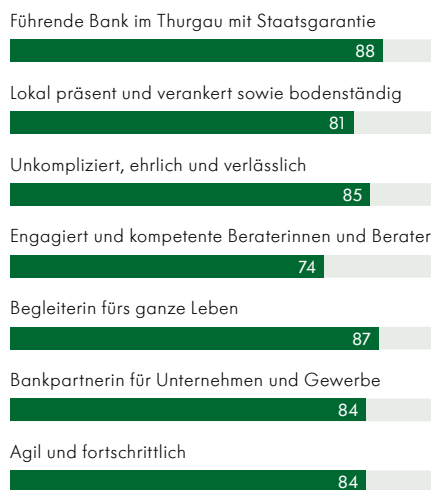 Führende Bank im Thurgau mit Staatsgarantie
88
Lokal präsent und verankert sowie bodenständig
81
Unkompliziert, ehrlich und verlässlich
85
Engagiert und kompetente Beraterinnen und Berater
74
Begleiterin fürs ganze Leben
87
Bankpartnerin für Unternehmen und Gewerbe
84
Agil und fortschrittlich
84